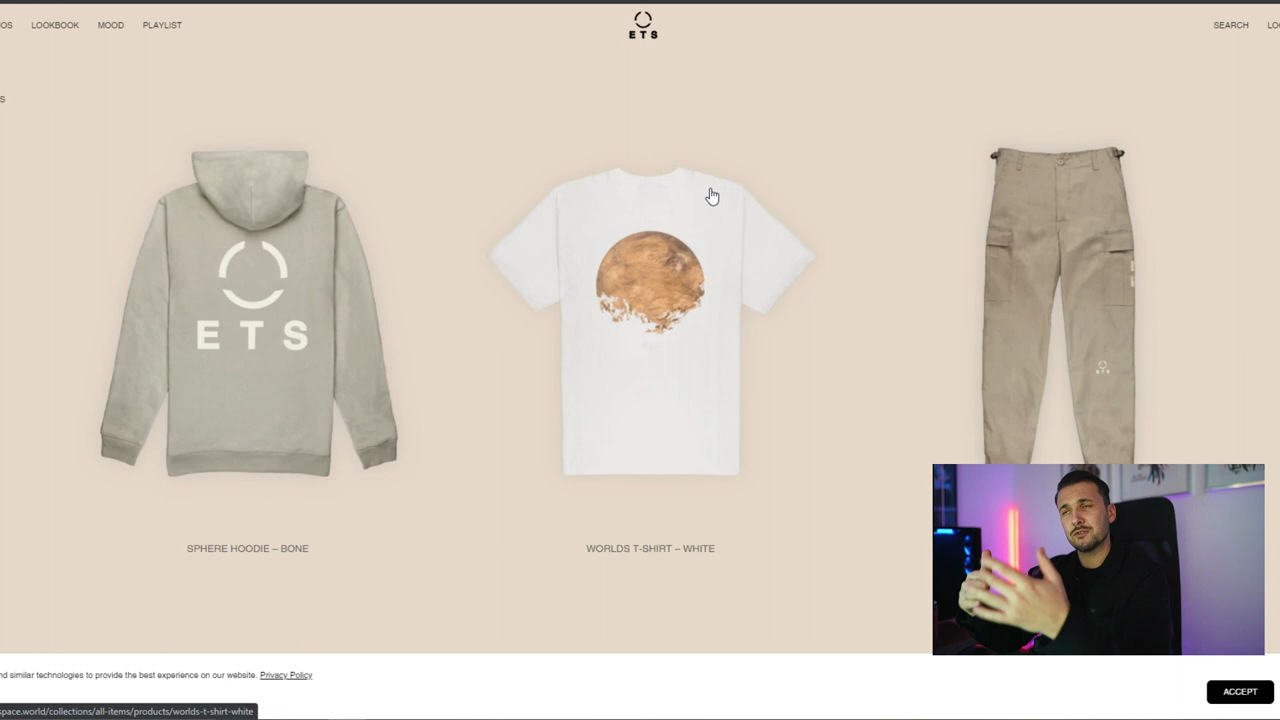 OS LOOKBOOK MOOD PLAYLIST
ETS
SEARCH LO
S
E T S
ETS
SPHERE HOODIE – BONE
WORLDS T-SHIRT – WHITE
nd similar technologies to provide the best experience on our website. Privacy Policy
ACCEPT
space.world/collections/all-items/products/worlds-t-shirt-white